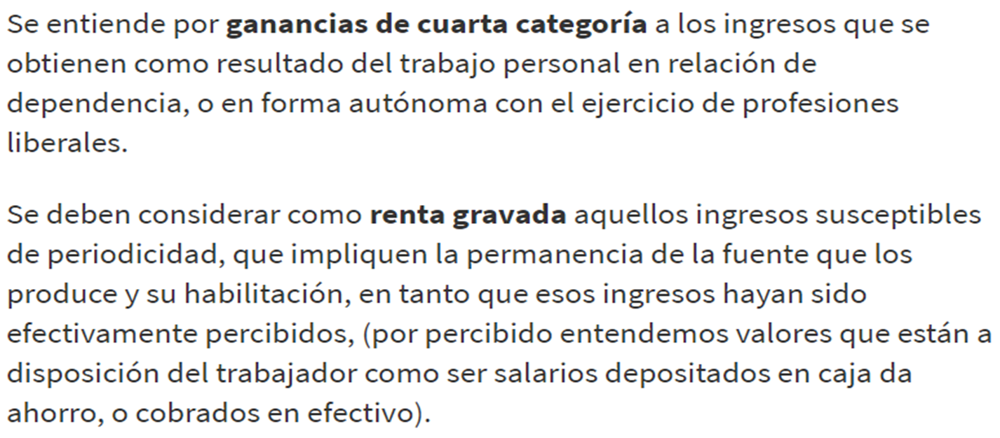 Se entiende por ganancias de cuarta categoría a los ingresos que se
obtienen como resultado del trabajo personal en relación de
dependencia, o en forma autónoma con el ejercicio de profesiones
liberales.
Se deben considerar como renta gravada aquellos ingresos susceptibles
de periodicidad, que impliquen la permanencia de la fuente que los
produce y su habilitación, en tanto que esos ingresos hayan sido
efectivamente percibidos, (por percibido entendemos valores que están a
disposición del trabajador como ser salarios depositados en caja da
ahorro, o cobrados en efectivo).